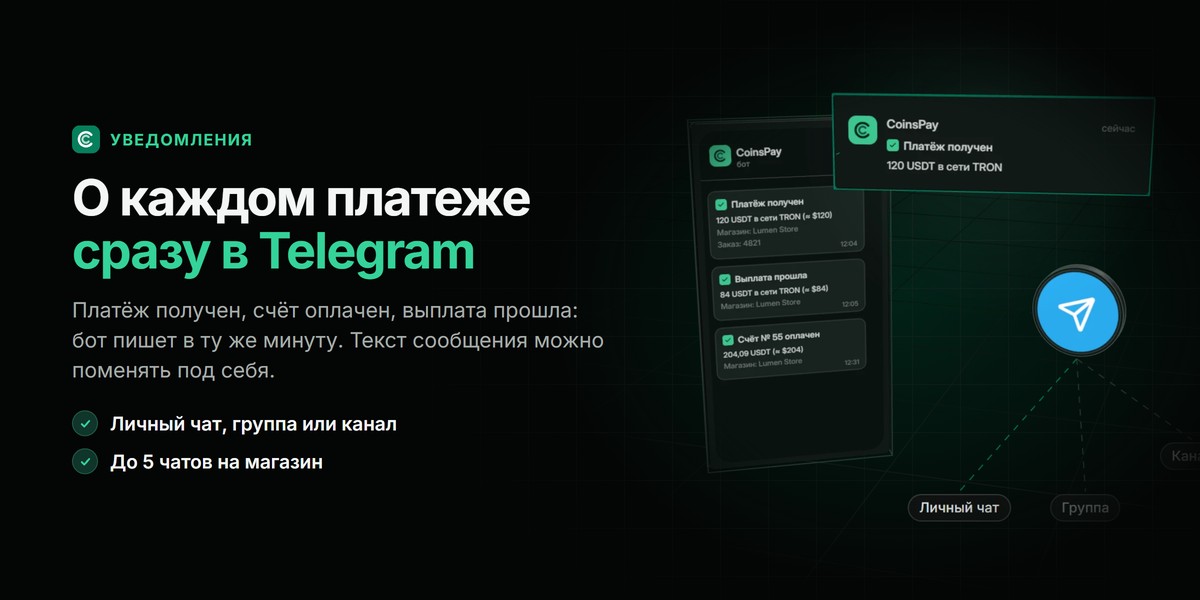 УВЕДОМЛЕНИЯ
О каждом платеже
сразу в Telegram
Платёж получен, счёт оплачен, выплата прошла:
бот пишет в ту же минуту. Текст сообщения можно
поменять под себя.
Личный чат, группа или канал
До 5 чатов на магазин
CoinsPay
бот
Платёж получен
120 USDT в сети TRON (≈ $120)
Магазин: Lumen Store
Заказ: 4821
12:04
Выплата прошла
84 USDT в сети TRON (≈ $84)
Магазин: Lumen Store
12:05
Счёт № 55 оплачен
204,09 USDT (≈ $204)
Магазин: Lumen Store
12:31
CoinsPay
сейчас
Платёж получен
120 USDT в сети TRON
Личный чат
Группа